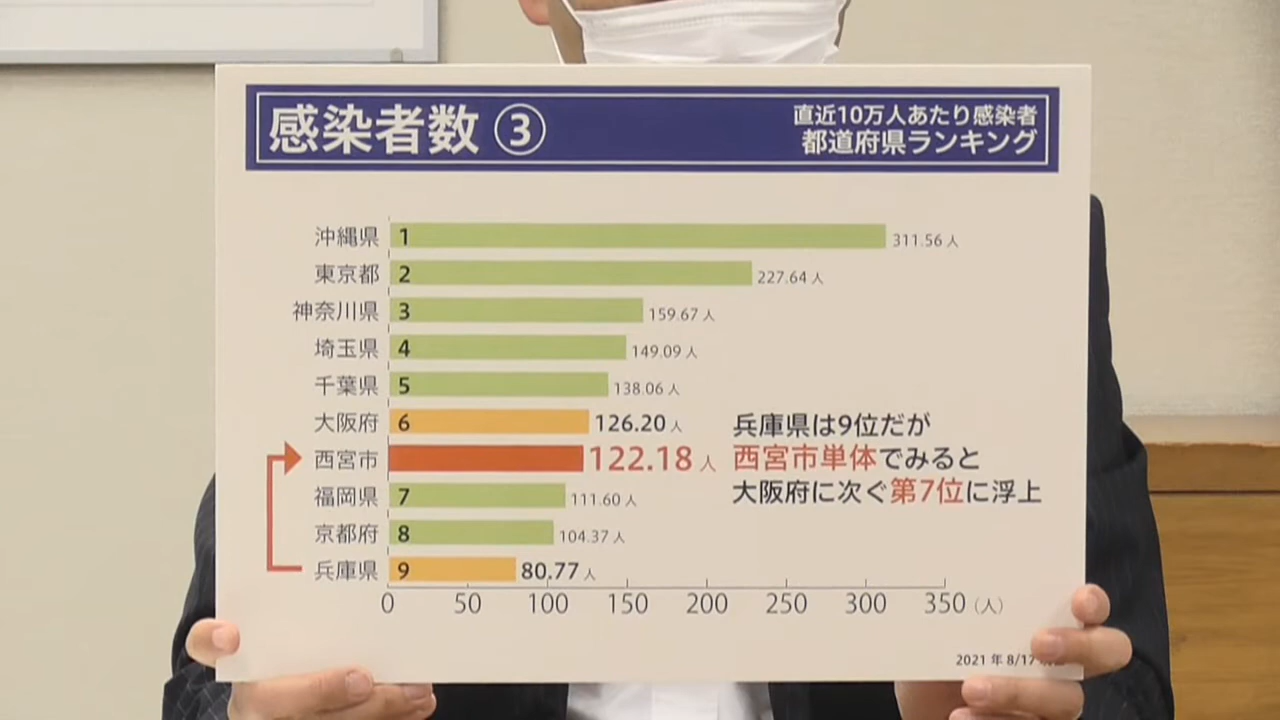 感染者数 ③
直近10万人あたり感染者
都道府県ランキング
沖縄県 1 311.56 人
東京都 2 227.64 人
神奈川県 3 159.67 人
埼玉県 4 149.09 人
千葉県 5 138.06 人
大阪府 6 126.20 人
西宮市 122.18 人
福岡県 7 111.60 人
京都府 8 104.37 人
兵庫県 9 80.77 人
兵庫県は9位だが
西宮市単体でみると
大阪府に次ぐ第7位に浮上
0 50 100 150 200 250 300 350 (人)
2021 年 8/17